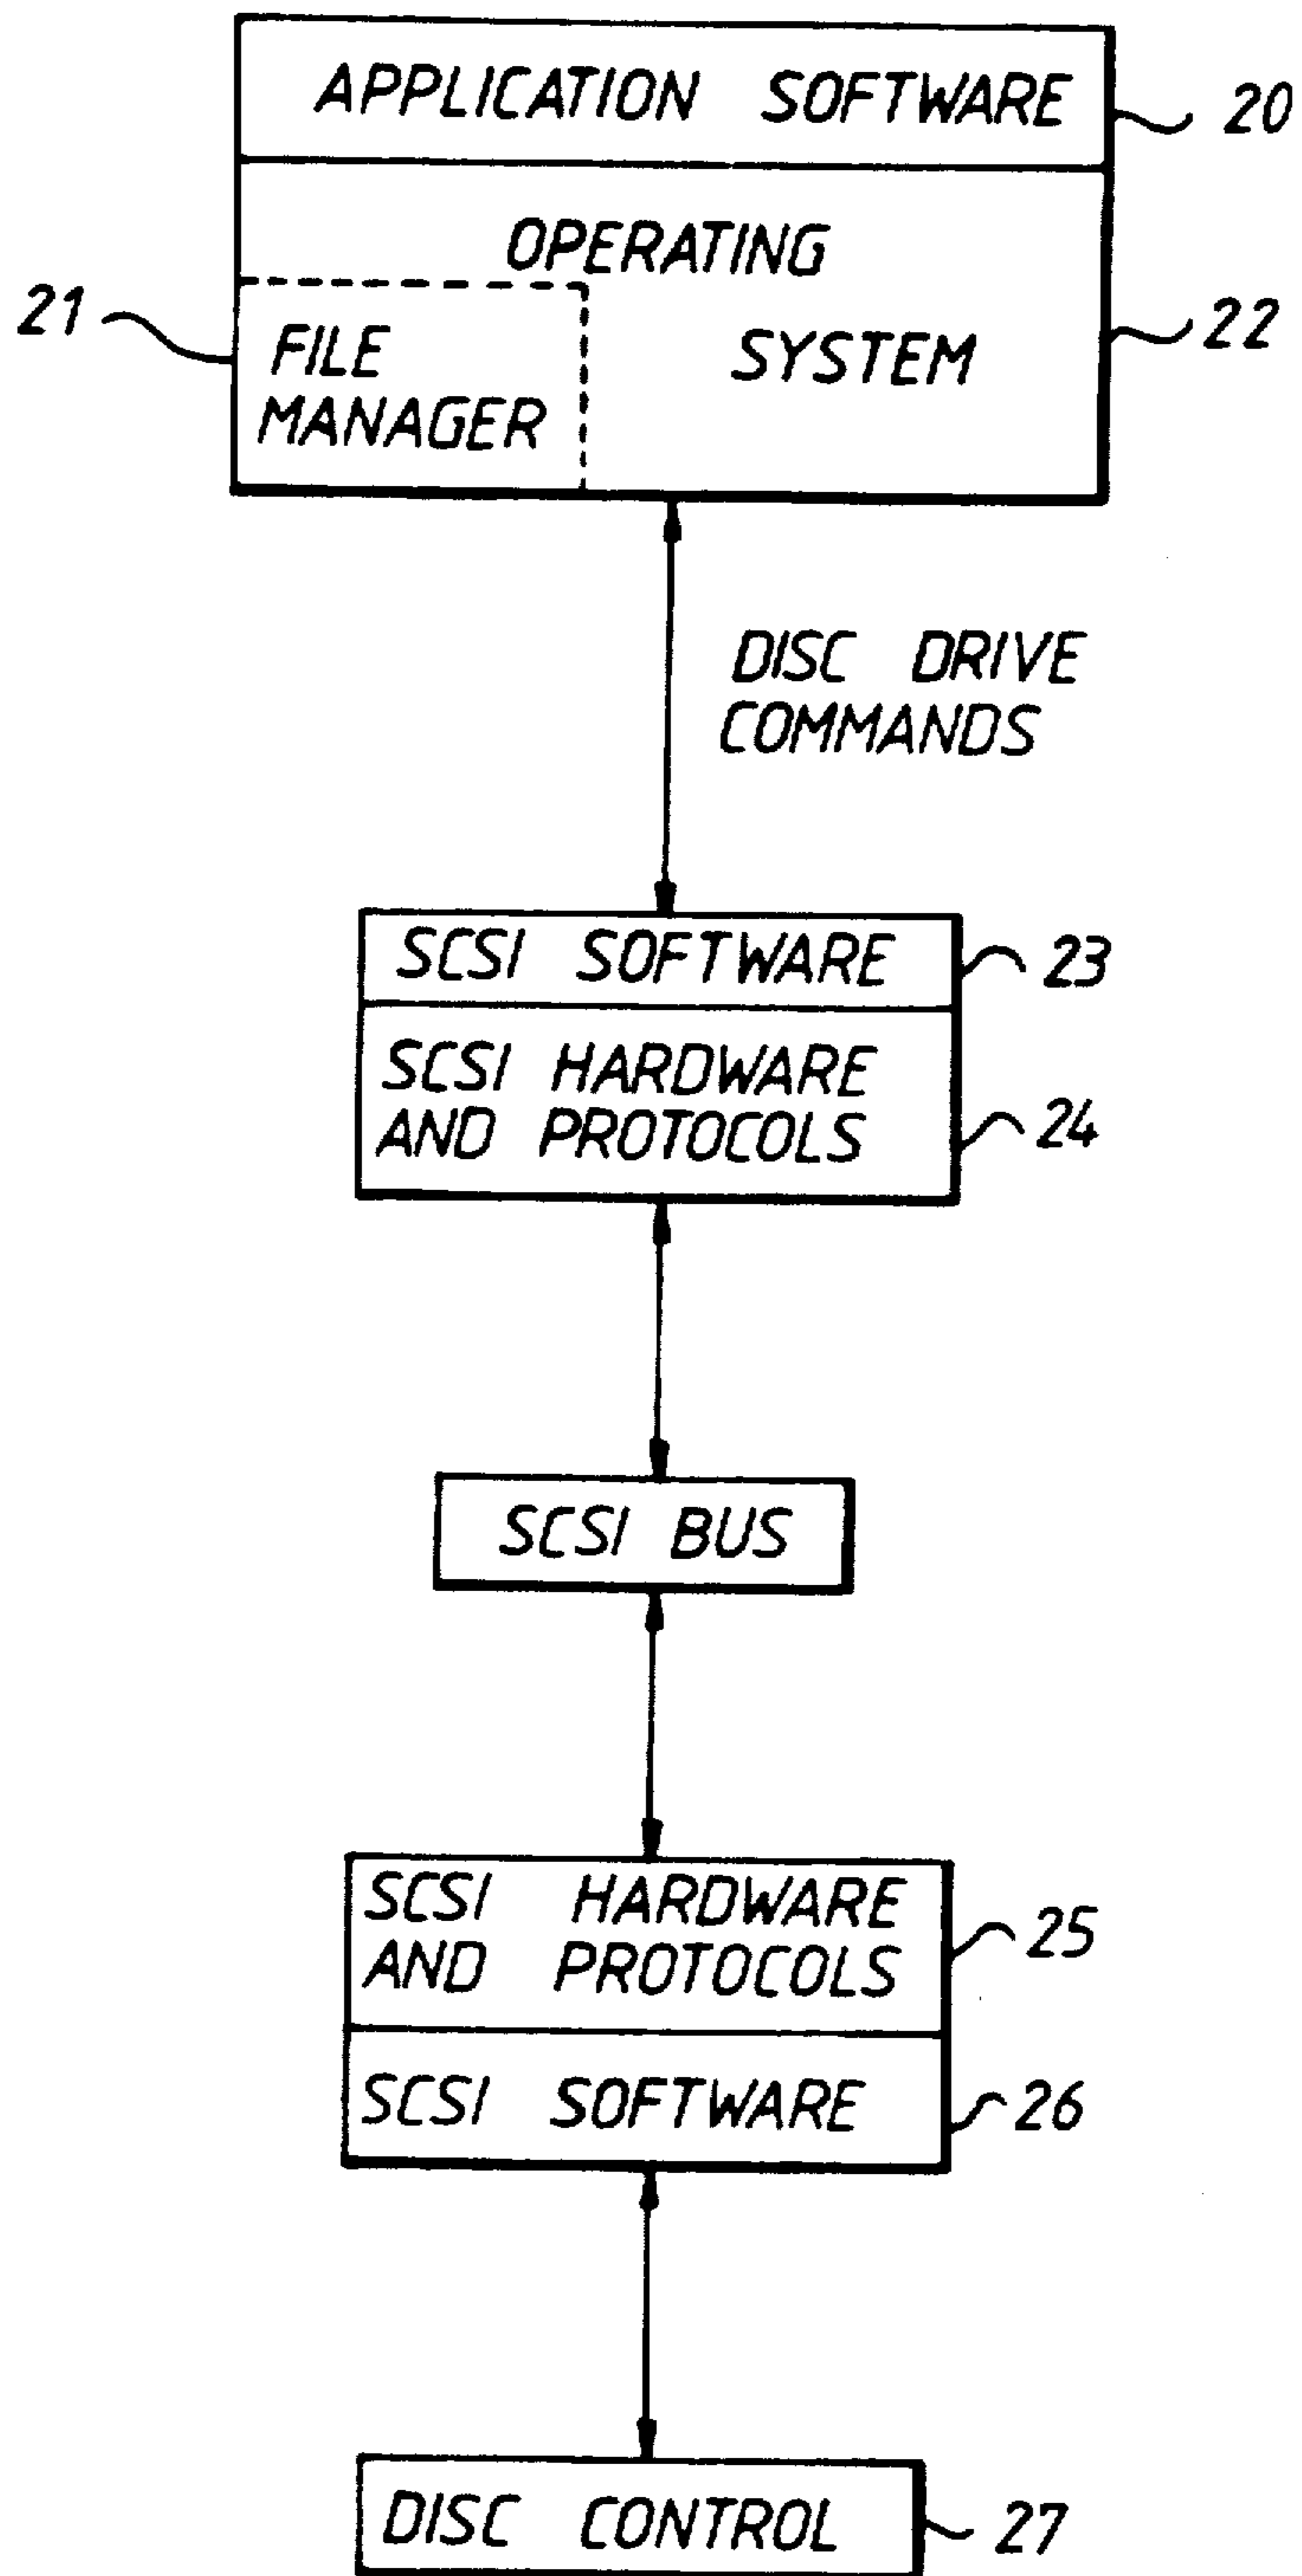 APPLICATION SOFTWARE
20
OPERATING
SYSTEM
22
21
FILE
MANAGER
DISC DRIVE
COMMANDS
SCSI SOFTWARE
23
SCSI HARDWARE
AND PROTOCOLS
24
SCSI BUS
SCSI HARDWARE
AND PROTOCOLS
25
SCSI SOFTWARE
26
DISC CONTROL
27